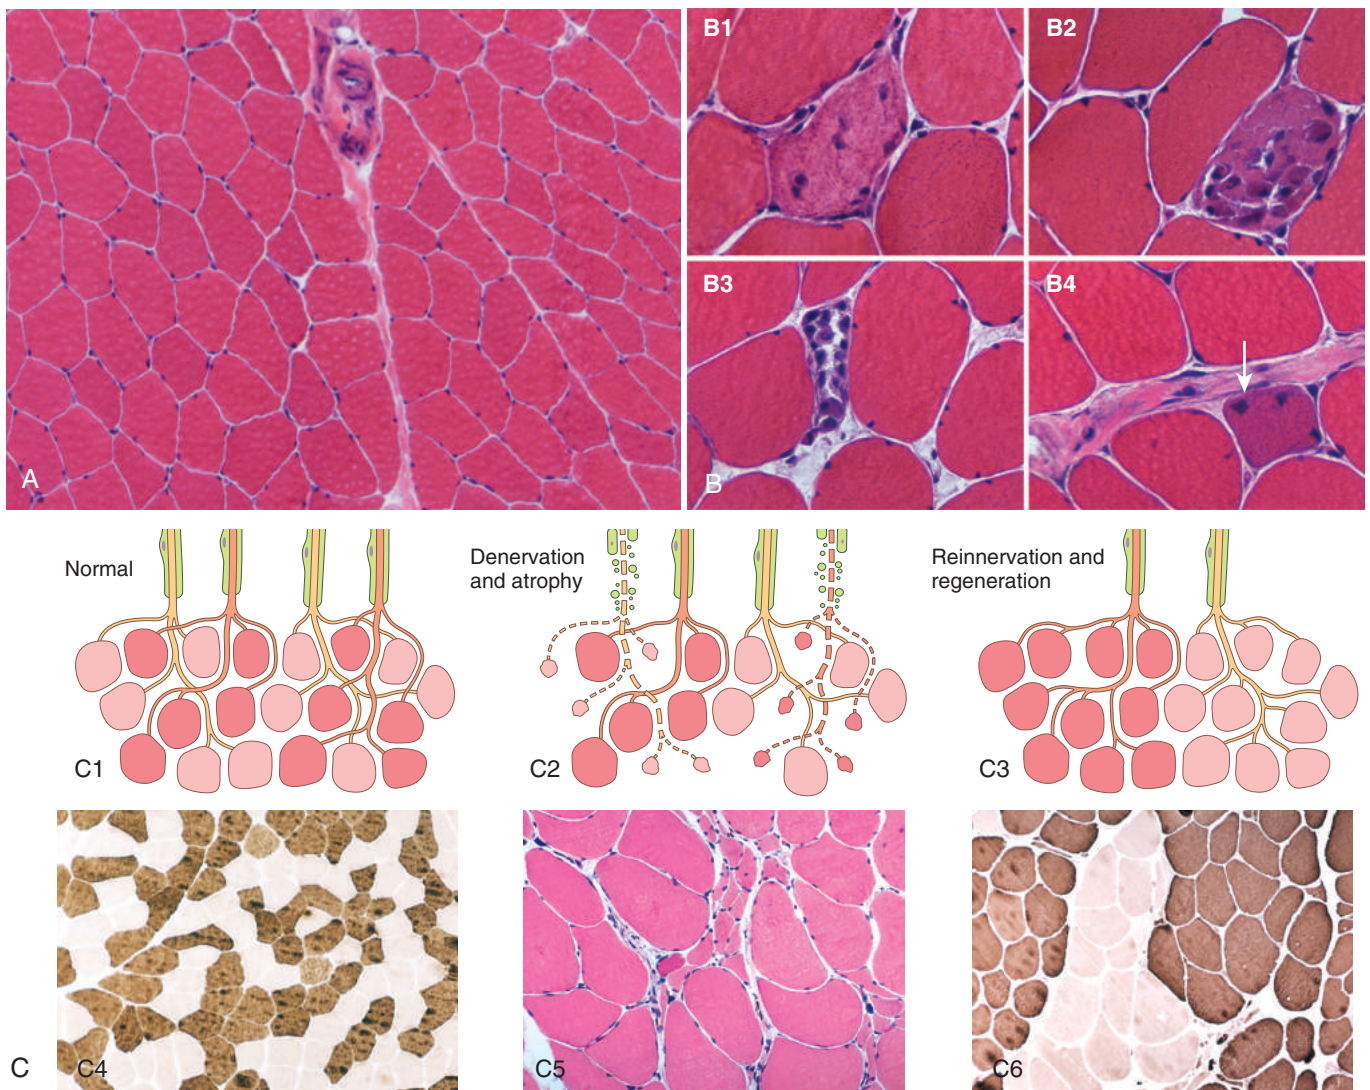 A
B1
B2
B3
B4
B
Normal
Denervation
and atrophy
Reinnervation and
regeneration
C1
C2
C3
C
C4
C5
C6